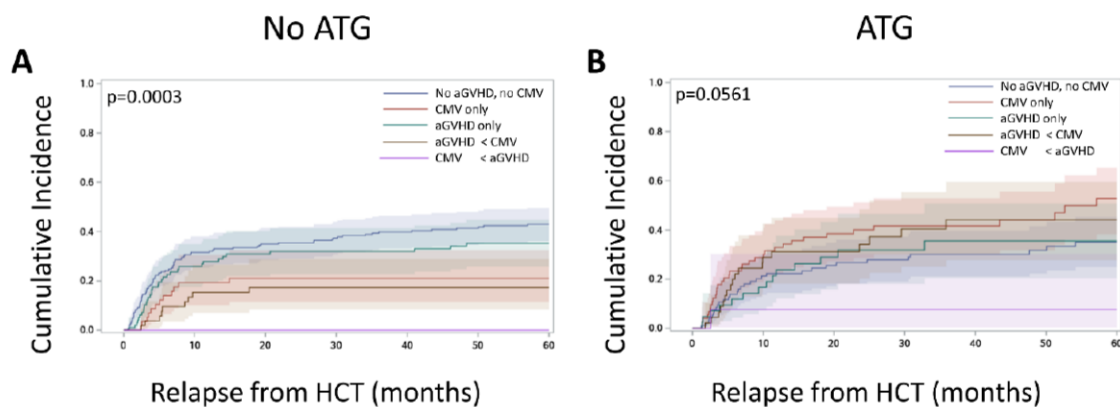 No ATG
A
p=0.0003
No aGVHD, no CMV
CMV only
aGVHD only
aGVHD < CMV
CMV < aGVHD
1.0
0.8
0.6
0.4
0.2
0.0
0 10 20 30 40 50 60
Cumulative Incidence
Relapse from HCT (months)
ATG
B
p=0.0561
No aGVHD, no CMV
CMV only
aGVHD only
aGVHD < CMV
CMV < aGVHD
1.0
0.8
0.6
0.4
0.2
0.0
0 10 20 30 40 50 60
Cumulative Incidence
Relapse from HCT (months)